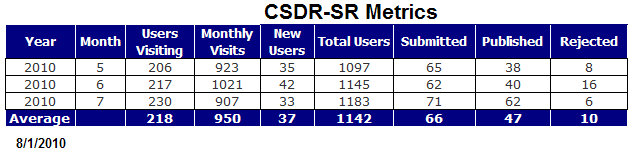 CSDR-SR Metrics
Year Month Users Visiting Monthly Visits New Users Total Users Submitted Published Rejected
2010 5 206 923 35 1097 65 38 8
2010 6 217 1021 42 1145 62 40 16
2010 7 230 907 33 1183 71 62 6
Average 218 950 37 1142 66 47 10
8/1/2010